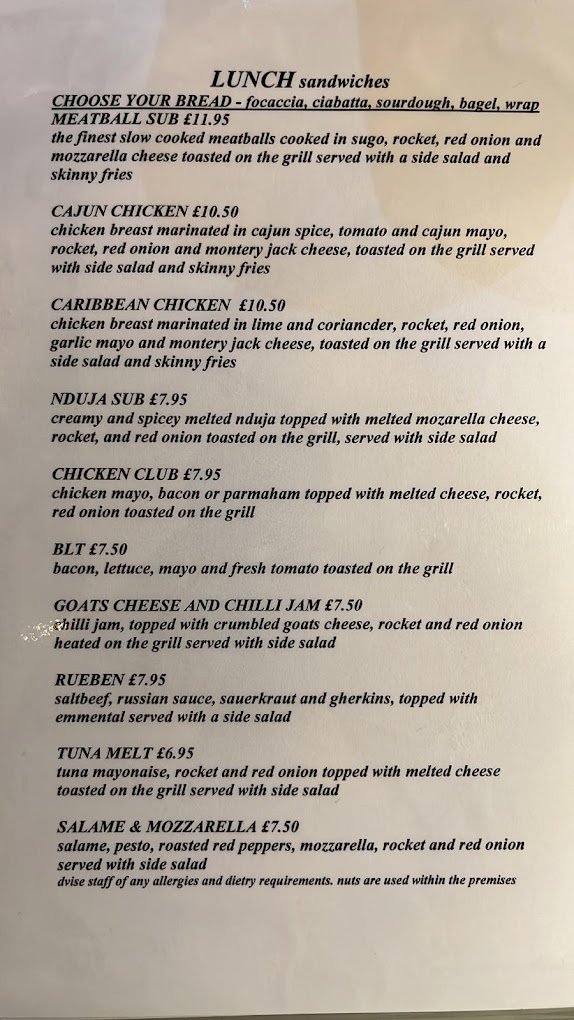 LUNCH sandwiches
CHOOSE YOUR BREAD - focaccia, ciabatta, sourdough, bagel, wrap
MEATBALL SUB £11.95
the finest slow cooked meatballs cooked in sugo, rocket, red onion and
mozzarella cheese toasted on the grill served with a side salad and
skinny fries
CAJUN CHICKEN £10.50
chicken breast marinated in cajun spice, tomato and cajun mayo,
rocket, red onion and montery jack cheese, toasted on the grill served
with side salad and skinny fries
CARIBBEAN CHICKEN £10.50
chicken breast marinated in lime and coriancder, rocket, red onion,
garlic mayo and montery jack cheese, toasted on the grill served with a
side salad and skinny fries
NDUJA SUB £7.95
creamy and spicey melted nduja topped with melted mozarella cheese,
rocket, and red onion toasted on the grill, served with side salad
CHICKEN CLUB £7.95
chicken mayo, bacon or parmaham topped with melted cheese, rocket,
red onion toasted on the grill
BLT £7.50
bacon, lettuce, mayo and fresh tomato toasted on the grill
GOATS CHEESE AND CHILLI JAM £7.50
chilli jam, topped with crumbled goats cheese, rocket and red onion
heated on the grill served with side salad
RUEBEN £7.95
saltbeef, russian sauce, sauerkraut and gherkins, topped with
emmental served with a side salad
TUNA MELT £6.95
tuna mayonaise, rocket and red onion topped with melted cheese
toasted on the grill served with side salad
SALAME & MOZZARELLA £7.50
salame, pesto, roasted red peppers, mozzarella, rocket and red onion
served with side salad
dvise staff of any allergies and dietry requirements. nuts are used within the premises